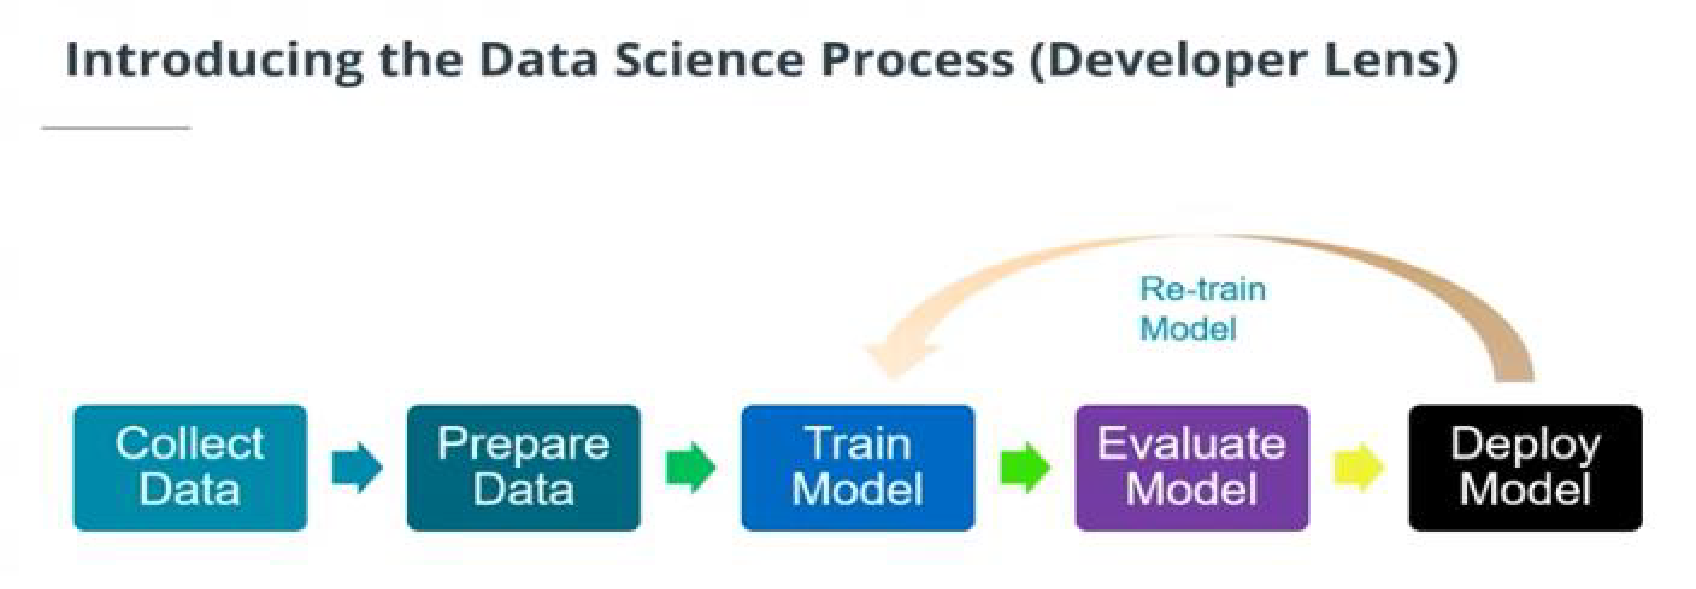 Introducing the Data Science Process (Developer Lens)
Re-train
Model
Collect
Data
Prepare
Data
Train
Model
Evaluate
Model
Deploy
Model